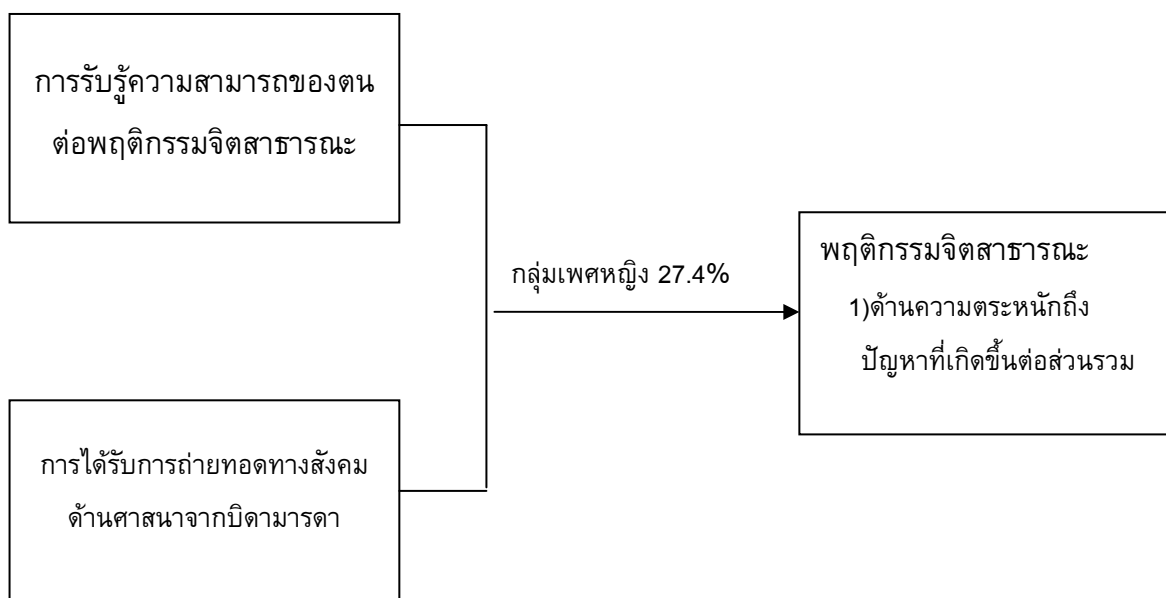 การรับรู้ความสามารถของตน
ต่อพฤติกรรมจิตสาธารณะ
กลุ่มเพศหญิง 27.4%
พฤติกรรมจิตสาธารณะ
1)ด้านความตระหนักถึง
ปัญหาที่เกิดขึ้นต่อส่วนรวม
การได้รับการถ่ายทอดทางสังคม
ด้านศาสนาจากบิดามารดา